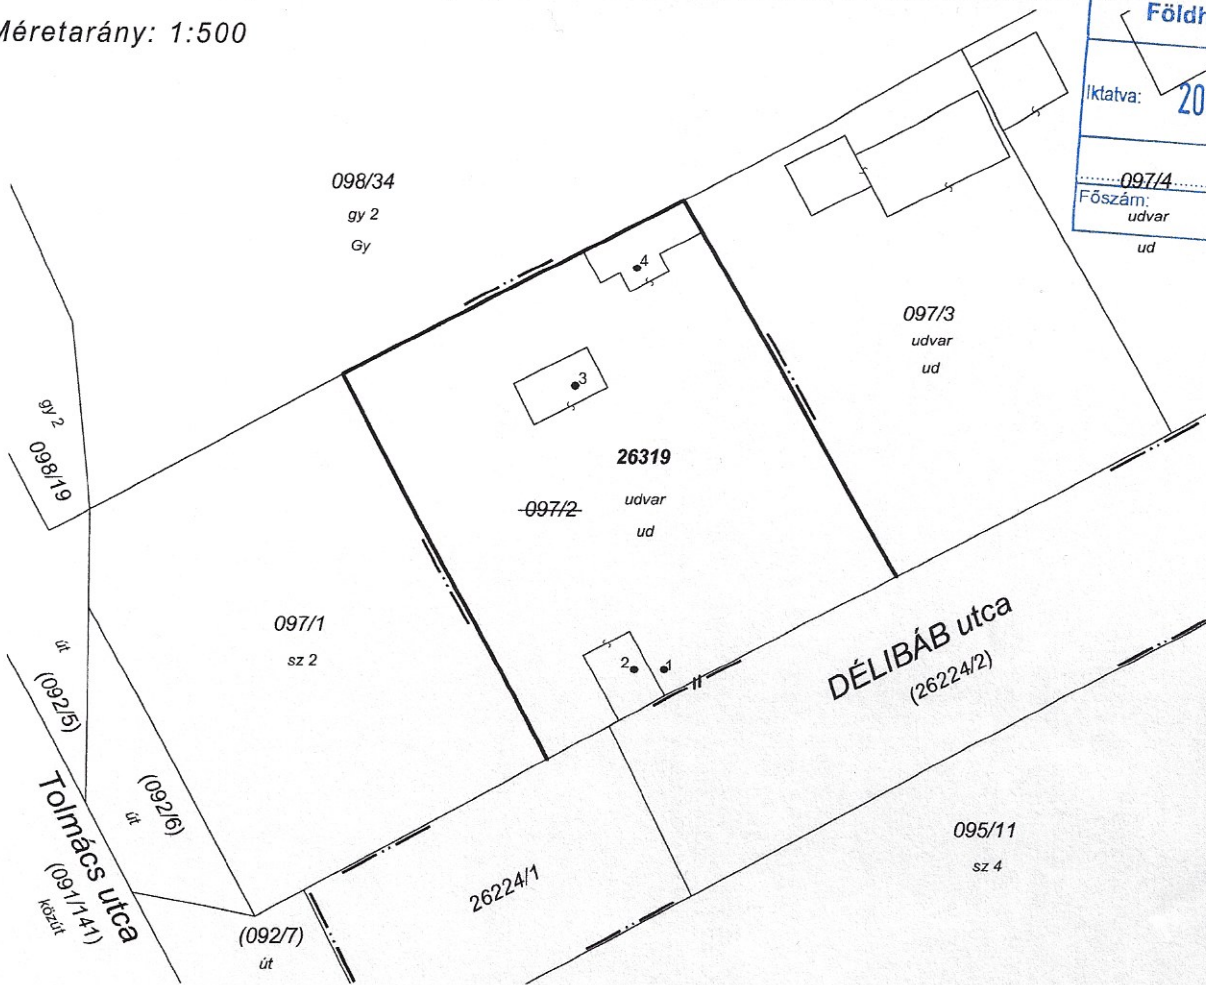 Méretarány: 1:500
Földh
Iktatva: 20
097/4
Főszám:
udvar
ud
098/34
gy 2
Gy
4
097/3
udvar
ud
3
gy 2
098/19
26319
097/2
udvar
ud
097/1
sz 2
2
1
DÉLIBÁB utca
(26224/2)
út
(092/5)
(092/6)
út
Tolmács utca
(091/141)
közút
26224/1
095/11
sz 4
(092/7)
út